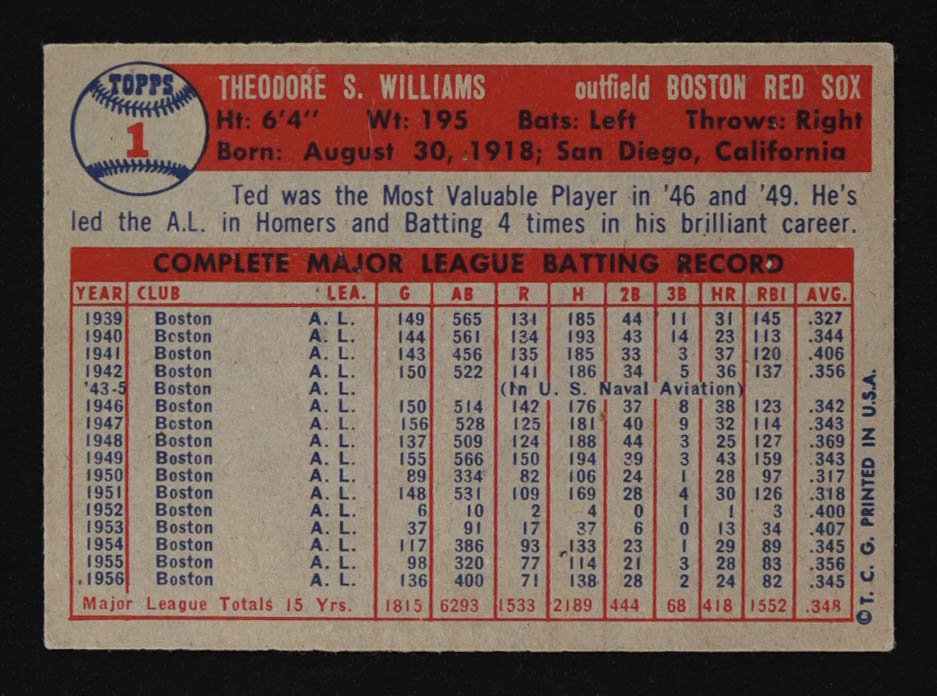 TOPPS
1
THEODORE S. WILLIAMS outfield BOSTON RED SOX
Ht: 6'4" Wt: 195 Bats: Left Throws: Right
Born: August 30, 1918; San Diego, California
Ted was the Most Valuable Player in '46 and '49. He's
led the A.L. in Homers and Batting 4 times in his brilliant career.
COMPLETE MAJOR LEAGUE BATTING RECORD
YEAR CLUB LEA. G AB R H 2B 3B HR RBI AVG.
1939 Boston A. L. 149 565 131 185 44 11 31 145 .327
1940 Boston A. L. 144 561 134 193 43 14 23 113 .344
1941 Boston A. L. 143 456 135 185 33 3 37 120 .406
1942 Boston A. L. 150 522 141 186 34 5 36 137 .356
'43-5 Boston A. L. (In U. S. Naval Aviation)
1946 Boston A. L. 150 514 142 176 37 8 38 123 .342
1947 Boston A. L. 156 528 125 181 40 9 32 114 .343
1948 Boston A. L. 137 509 124 188 44 3 25 127 .369
1949 Boston A. L. 155 566 150 194 39 3 43 159 .343
1950 Boston A. L. 89 334 82 106 24 1 28 97 .317
1951 Boston A. L. 148 531 109 169 28 4 30 126 .318
1952 Boston A. L. 6 10 2 4 0 1 1 3 .400
1953 Boston A. L. 37 91 17 37 6 0 13 34 .407
1954 Boston A. L. 117 386 93 133 23 1 29 89 .345
1955 Boston A. L. 98 320 77 114 21 3 28 83 .356
1956 Boston A. L. 136 400 71 138 28 2 24 82 .345
Major League Totals 15 Yrs. 1815 6293 1533 2189 444 68 418 1552 .348
© T. C. G. PRINTED IN U.S.A.